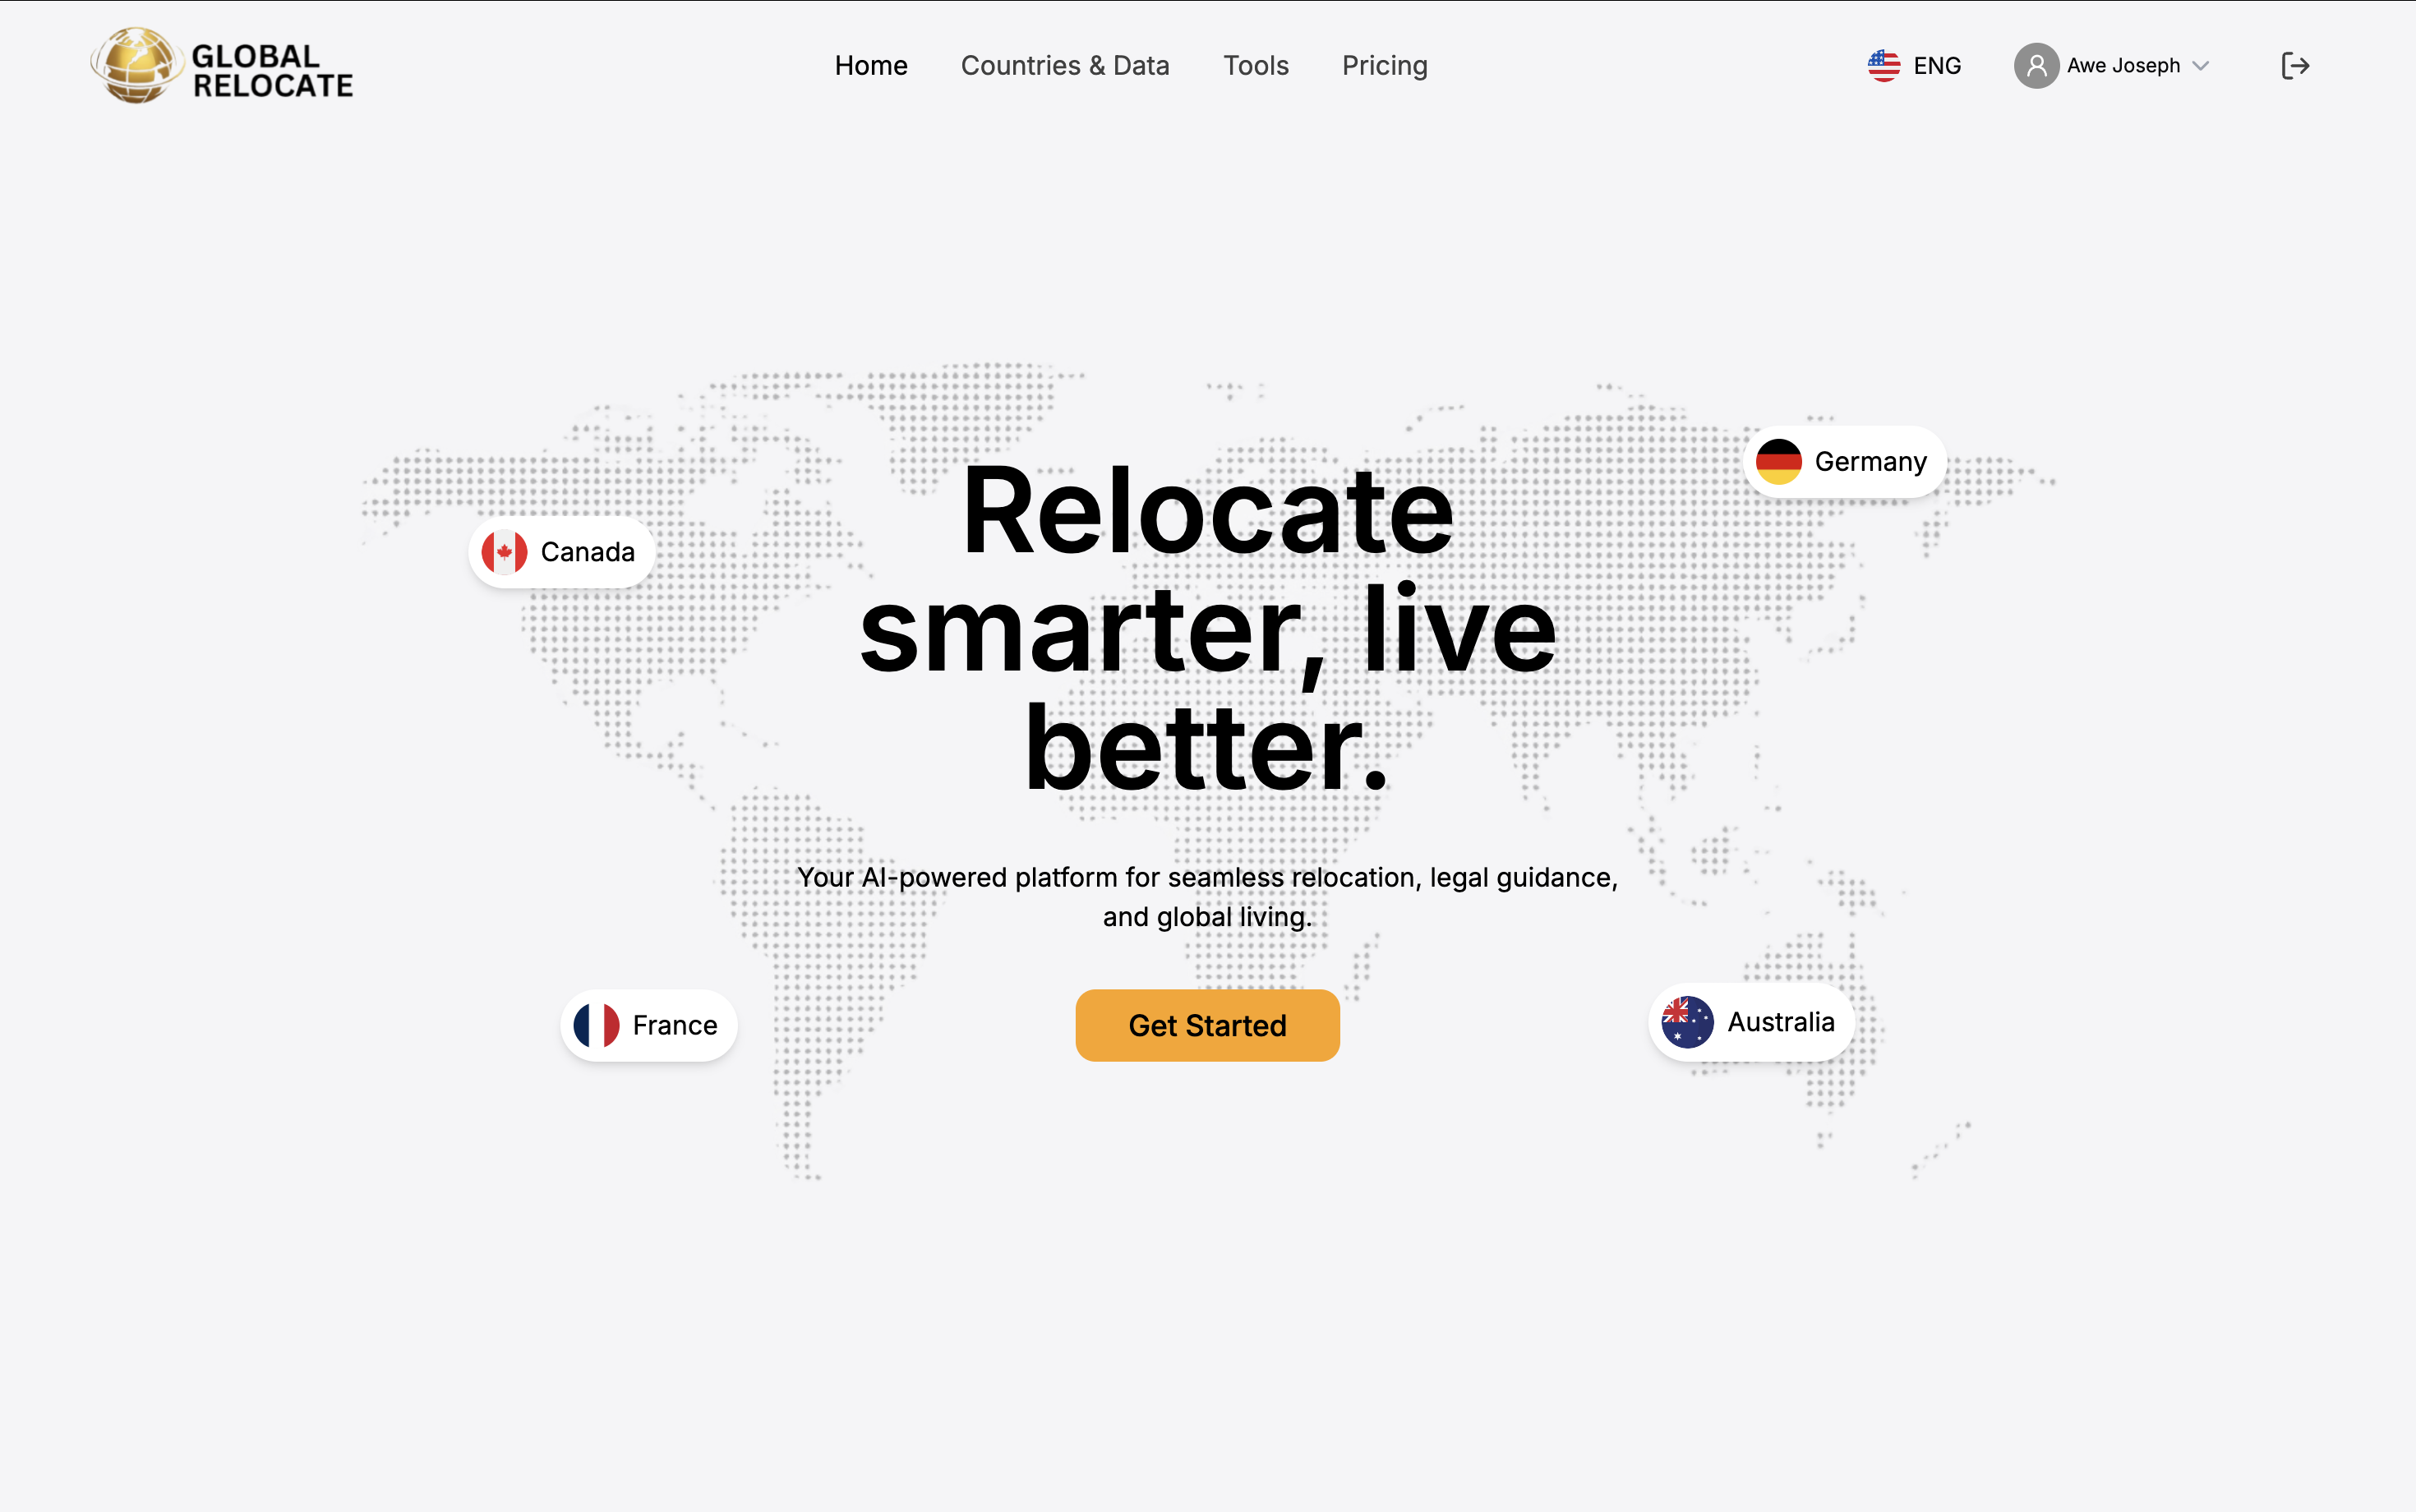 GLOBAL
RELOCATE
Home
Countries & Data
Tools
Pricing
ENG
Awe Joseph
Germany
Canada
Relocate
smarter, live
better.
Your AI-powered platform for seamless relocation, legal guidance,
and global living.
France
Get Started
Australia